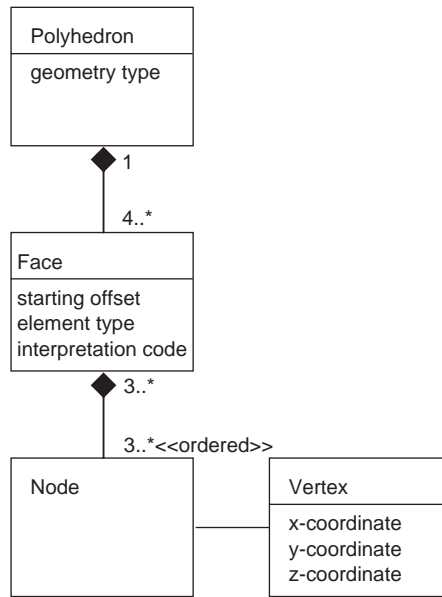 Polyhedron
geometry type
1
4..*
Face
starting offset
element type
interpretation code
3..*
3..*<<ordered>>
Node
Vertex
x-coordinate
y-coordinate
z-coordinate